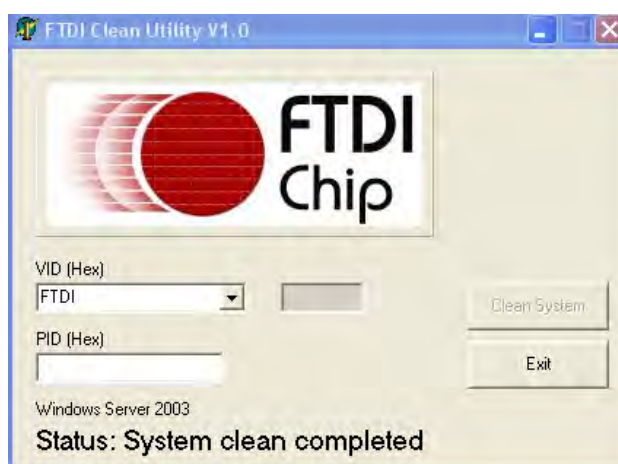 FTDI Clean Utility V1.0
FTDI
Chip
VID (Hex)
FTDI
Clean System
PID (Hex)
Exit
Windows Server 2003
Status: System clean completed